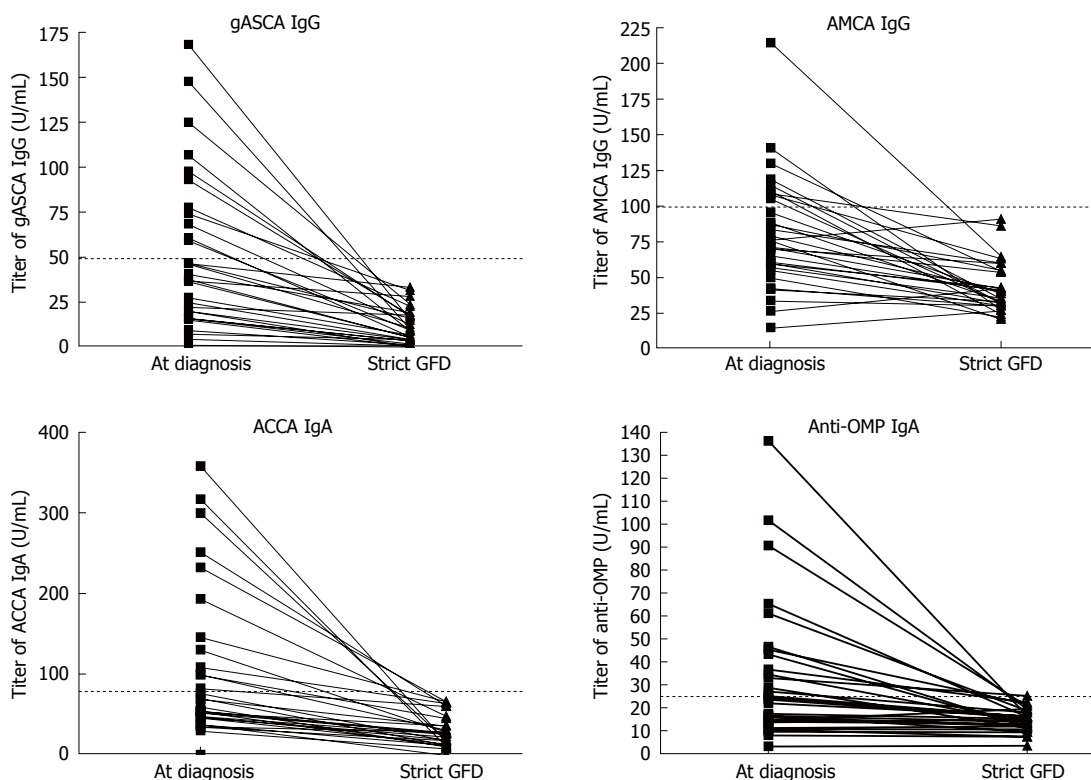 gASCA IgG
Titer of gASCA IgG (U/mL)
175
150
125
100
75
50
25
0
At diagnosis
Strict GFD
AMCA IgG
Titer of AMCA IgG (U/mL)
225
200
175
150
125
100
75
50
25
0
At diagnosis
Strict GFD
ACCA IgA
Titer of ACCA IgA (U/mL)
400
300
200
100
0
At diagnosis
Strict GFD
Anti-OMP IgA
Titer of anti-OMP (U/mL)
140
130
120
110
100
90
80
70
60
50
40
30
20
10
0
At diagnosis
Strict GFD